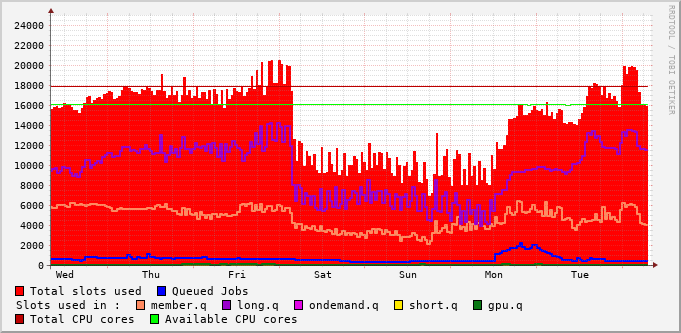 24000
22000
20000
18000
16000
14000
12000
10000
8000
6000
4000
2000
0
Wed Thu Fri Sat Sun Mon Tue
Total slots used Queued Jobs
Slots used in : member.q long.q ondemand.q short.q gpu.q
Total CPU cores Available CPU cores
RRDTOOL / TOBI OETIKER